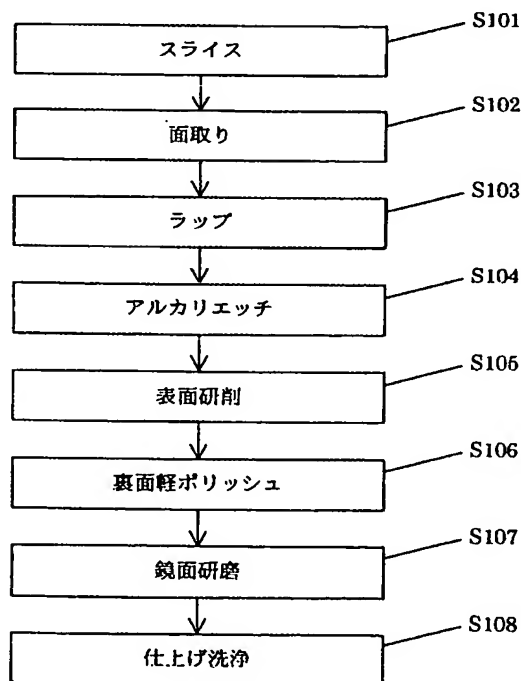 S101
スライス
S102
面取り
S103
ラップ
S104
アルカリエッチ
S105
表面研削
S106
裏面軽ポリッシュ
S107
鏡面研磨
S108
仕上げ洗浄